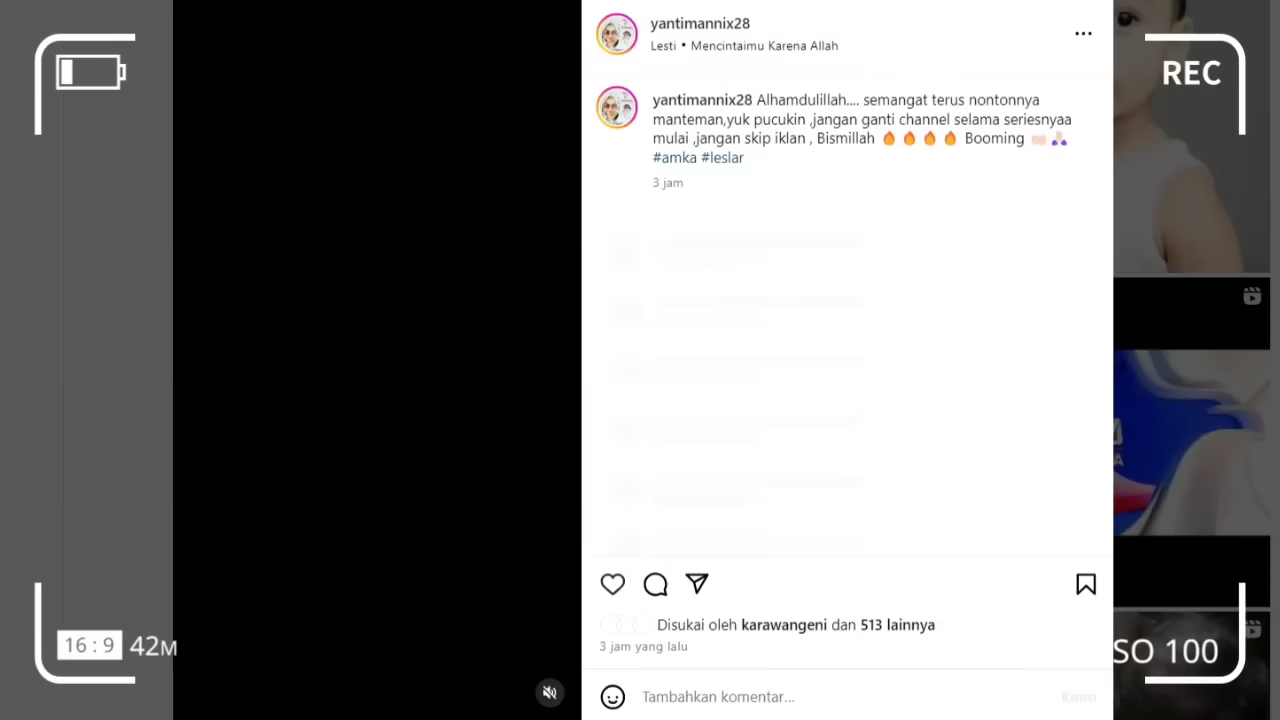 yantimannix28
Lesti • Mencintaimu Karena Allah
REC
yantimannix28 Alhamdulillah.... semangat terus nontonnya
manteman,yuk pucukin ,jangan ganti channel selama seriesnyaa
mulai ,jangan skip iklan , Bismillah 🔥 🔥 🔥 🔥 Booming 🤲🏻 🙏🏻
#amka #leslar
3 jam
Disukai oleh karawangeni dan 513 lainnya
3 jam yang lalu
16 : 9 42M
SO 100
Tambahkan komentar...
Kirim